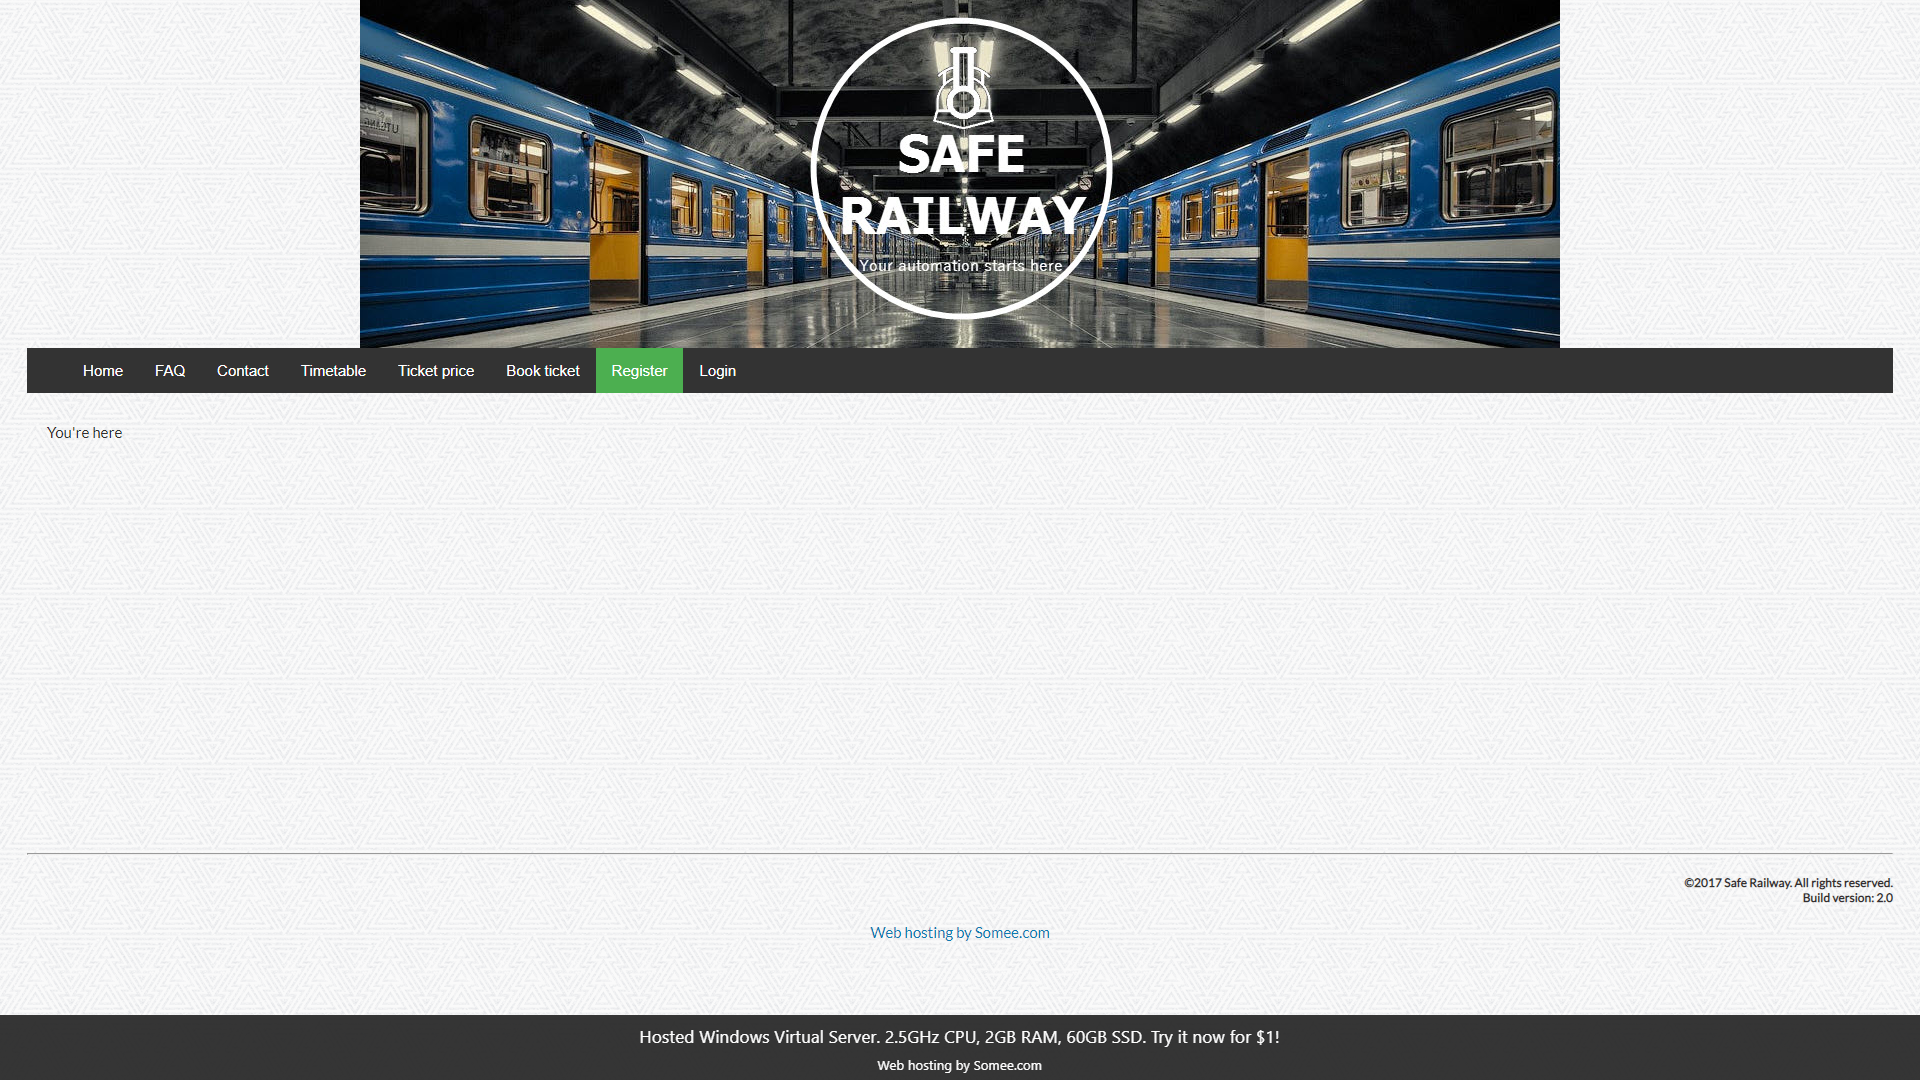 SAFE
RAILWAY
Your automation starts here
Home FAQ Contact Timetable Ticket price Book ticket Register Login
You're here
©2017 Safe Railway. All rights reserved.
Build version: 2.0
Web hosting by Somee.com
Hosted Windows Virtual Server. 2.5GHz CPU, 2GB RAM, 60GB SSD. Try it now for $1!
Web hosting by Somee.com